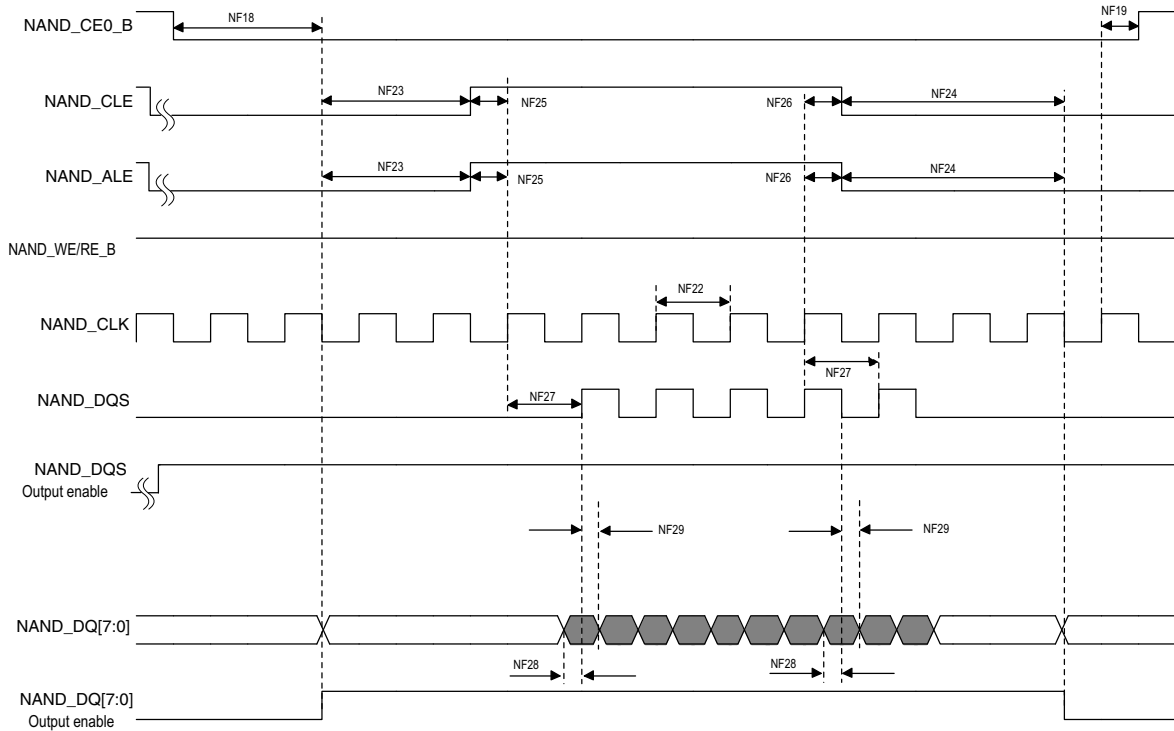 NAND_CE0_B
NF18
NF19
NAND_CLE
NF23
NF25
NF26
NF24
NAND_ALE
NF23
NF25
NF26
NF24
NAND_WE/RE_B
NF22
NAND_CLK
NF27
NAND_DQS
NF27
NAND_DQS
Output enable
NF29
NF29
NAND_DQ[7:0]
NF28
NF28
NAND_DQ[7:0]
Output enable